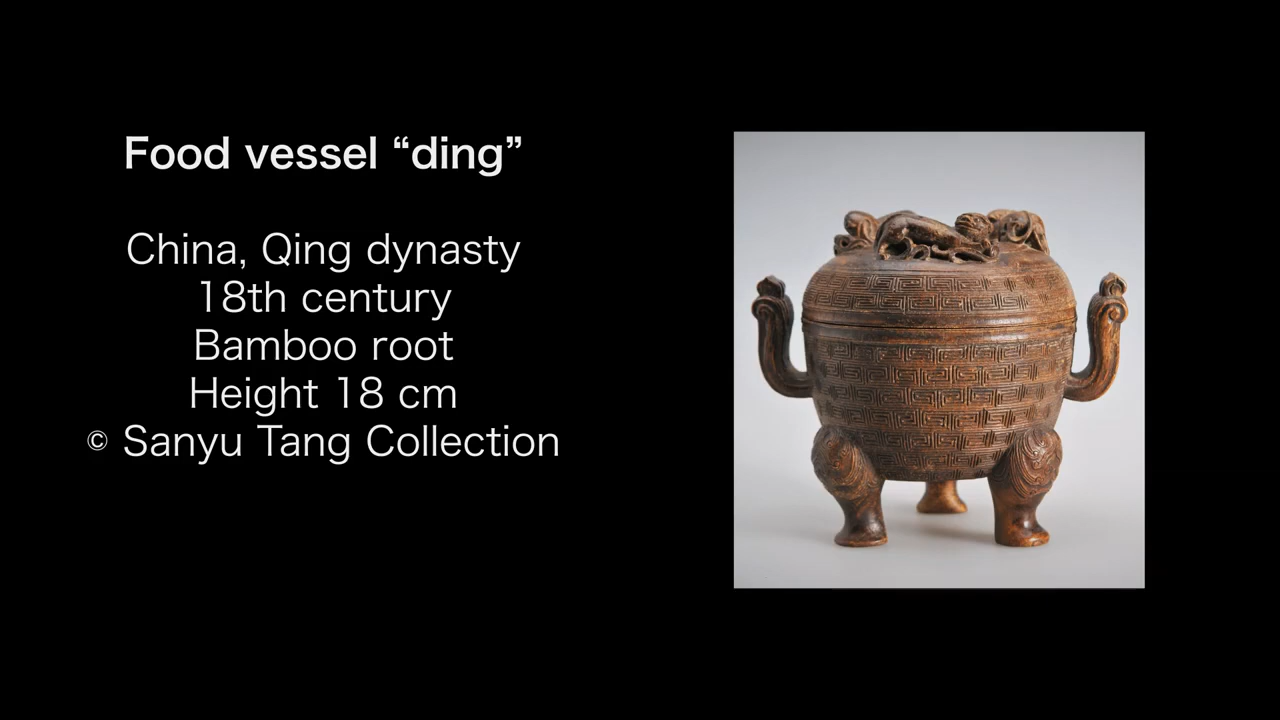 Food vessel “ding”
China, Qing dynasty
18th century
Bamboo root
Height 18 cm
© Sanyu Tang Collection